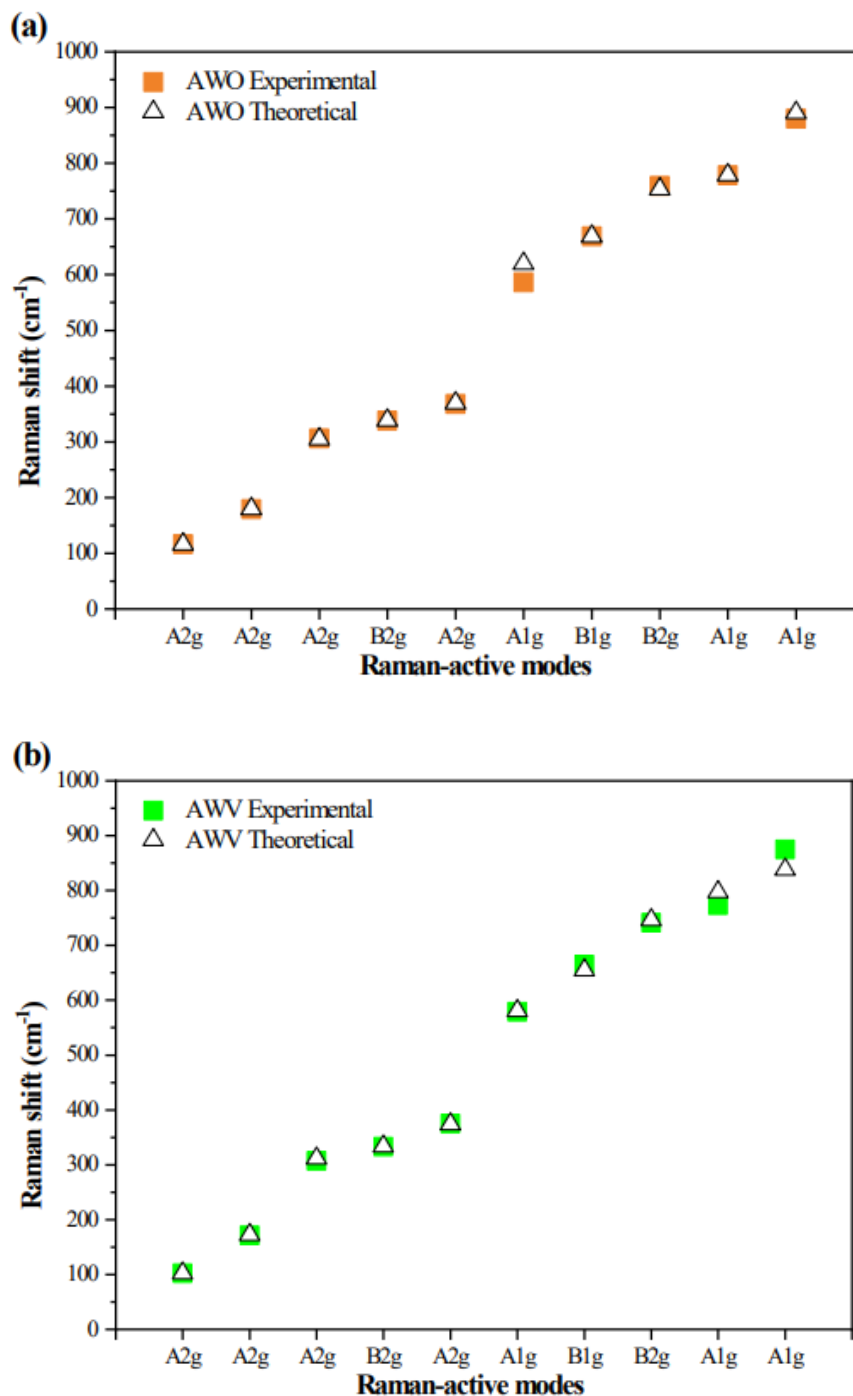 (a)
1000
900
800
700
600
500
400
300
200
100
0
Raman shift (cm⁻¹)
AWO Experimental
AWO Theoretical
A2g A2g A2g B2g A2g A1g B1g B2g A1g A1g
Raman-active modes
(b)
1000
900
800
700
600
500
400
300
200
100
0
Raman shift (cm⁻¹)
AWV Experimental
AWV Theoretical
A2g A2g A2g B2g A2g A1g B1g B2g A1g A1g
Raman-active modes